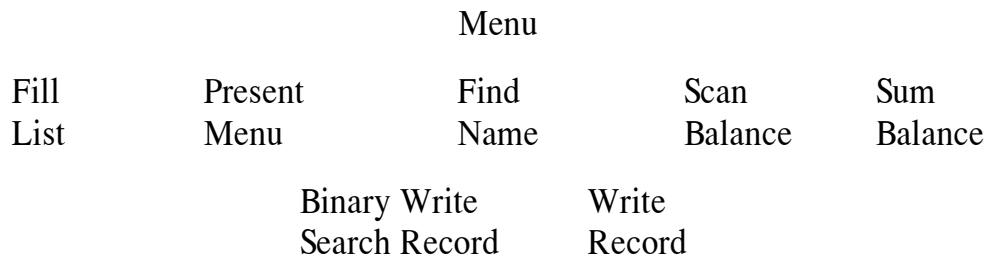 Menu
Fill Present Find Scan Sum
List Menu Name Balance Balance
Binary Write Write
Search Record Record